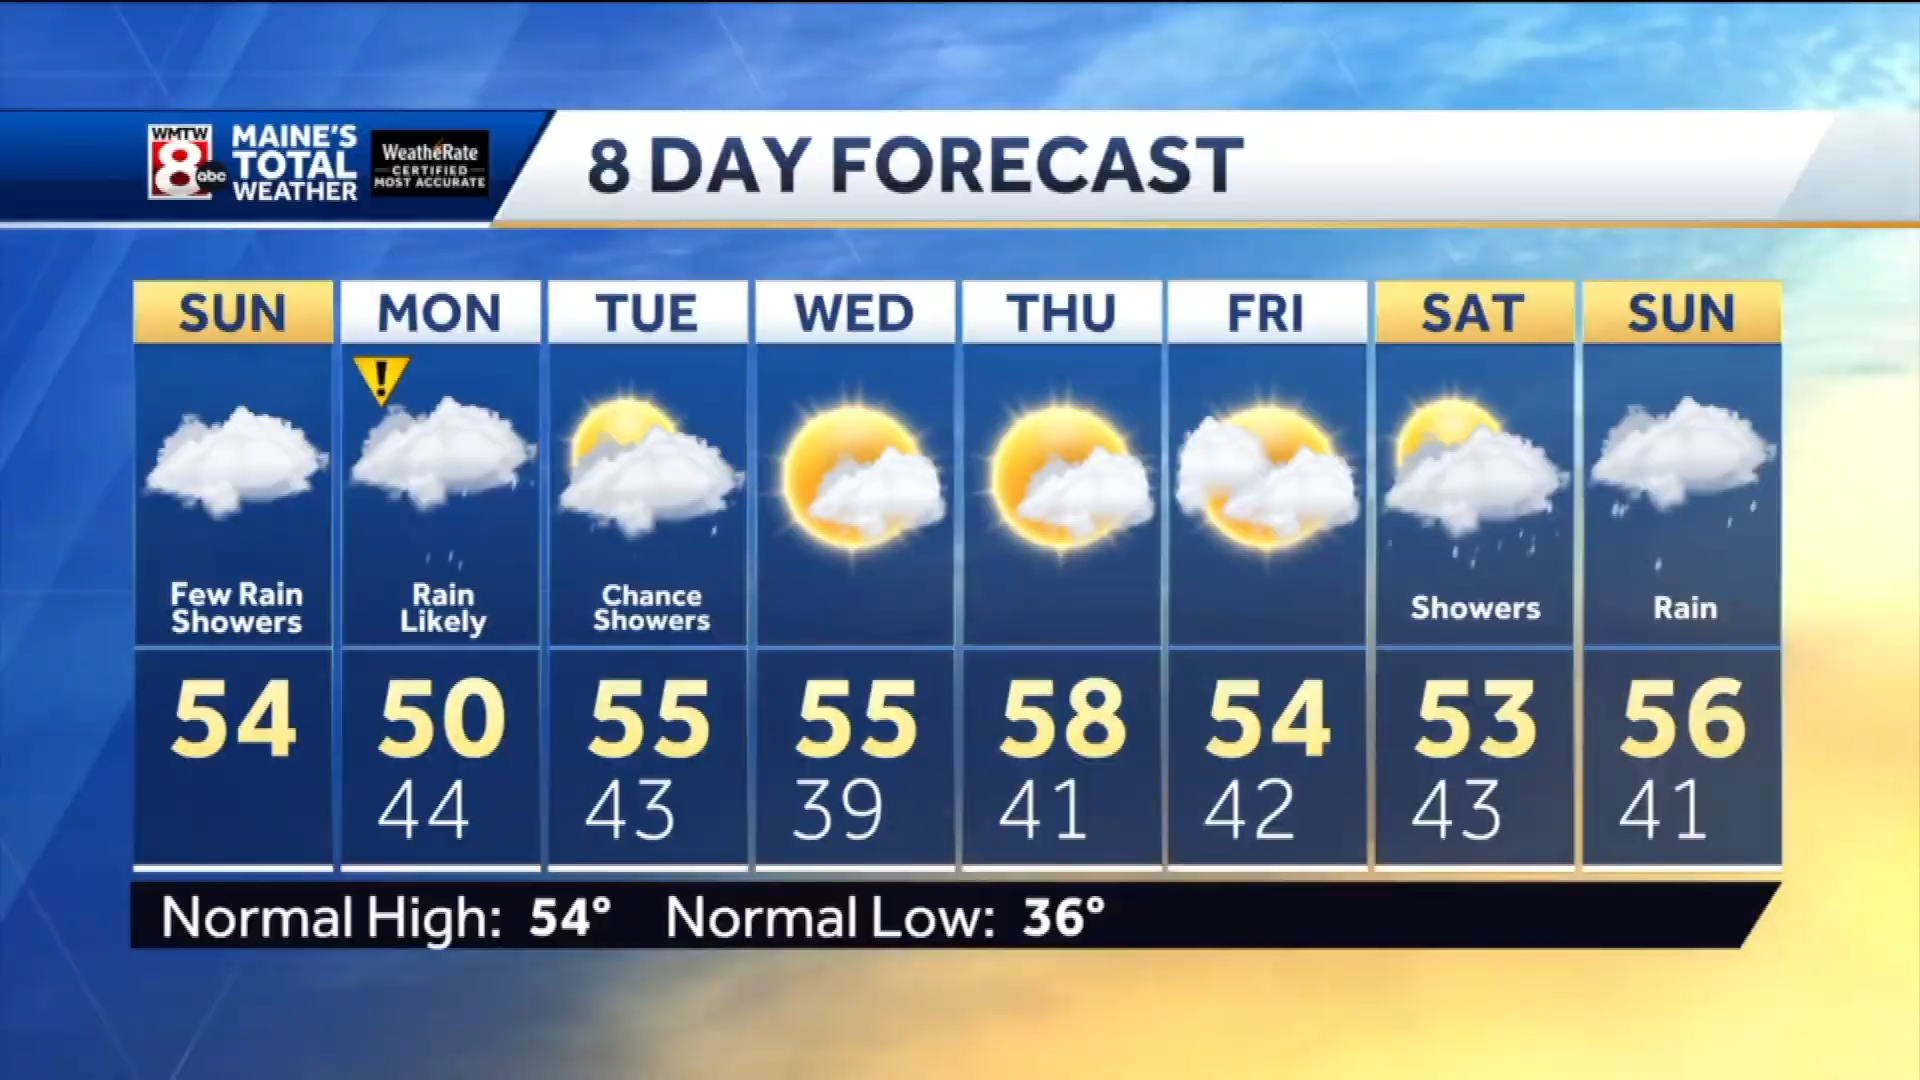 WMTW
8
abc
MAINE'S
TOTAL
WEATHER
WeatheRate
CERTIFIED
MOST ACCURATE
8 DAY FORECAST
SUN MON TUE WED THU FRI SAT SUN
!
Few Rain
Showers
Rain
Likely
Chance
Showers
Showers
Rain
54 50 55 55 58 54 53 56
44 43 39 41 42 43 41
Normal High: 54° Normal Low: 36°